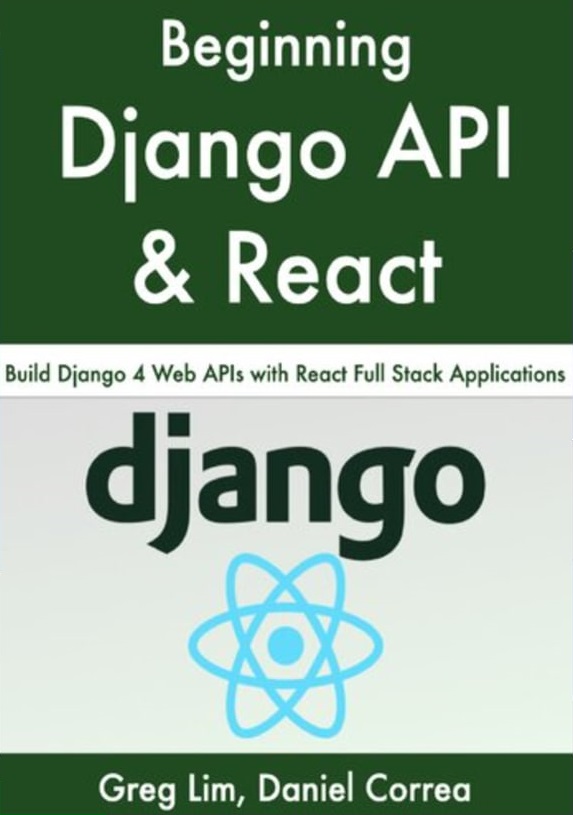 Beginning
Django API
& React
Build Django 4 Web APIs with React Full Stack Applications
django
Greg Lim, Daniel Correa